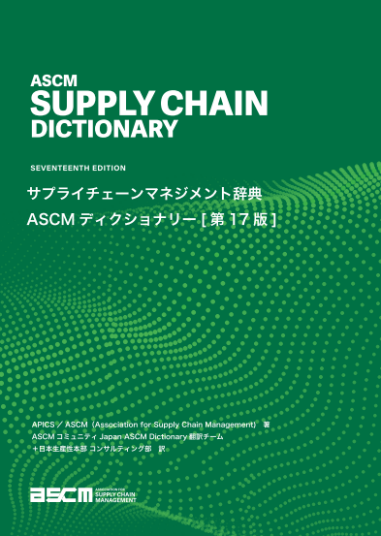 ASCM
SUPPLY CHAIN
DICTIONARY
SEVENTEENTH EDITION
サプライチェーンマネジメント辞典
ASCM ディクショナリー [ 第 17 版 ]
APICS／ ASCM（Association for Supply Chain Management） 著
ASCM コミュニティ Japan ASCM Dictionary 翻訳チーム
＋日本生産性本部 コンサルティング部 訳
ascm
ASSOCIATION FOR
SUPPLY CHAIN
MANAGEMENT